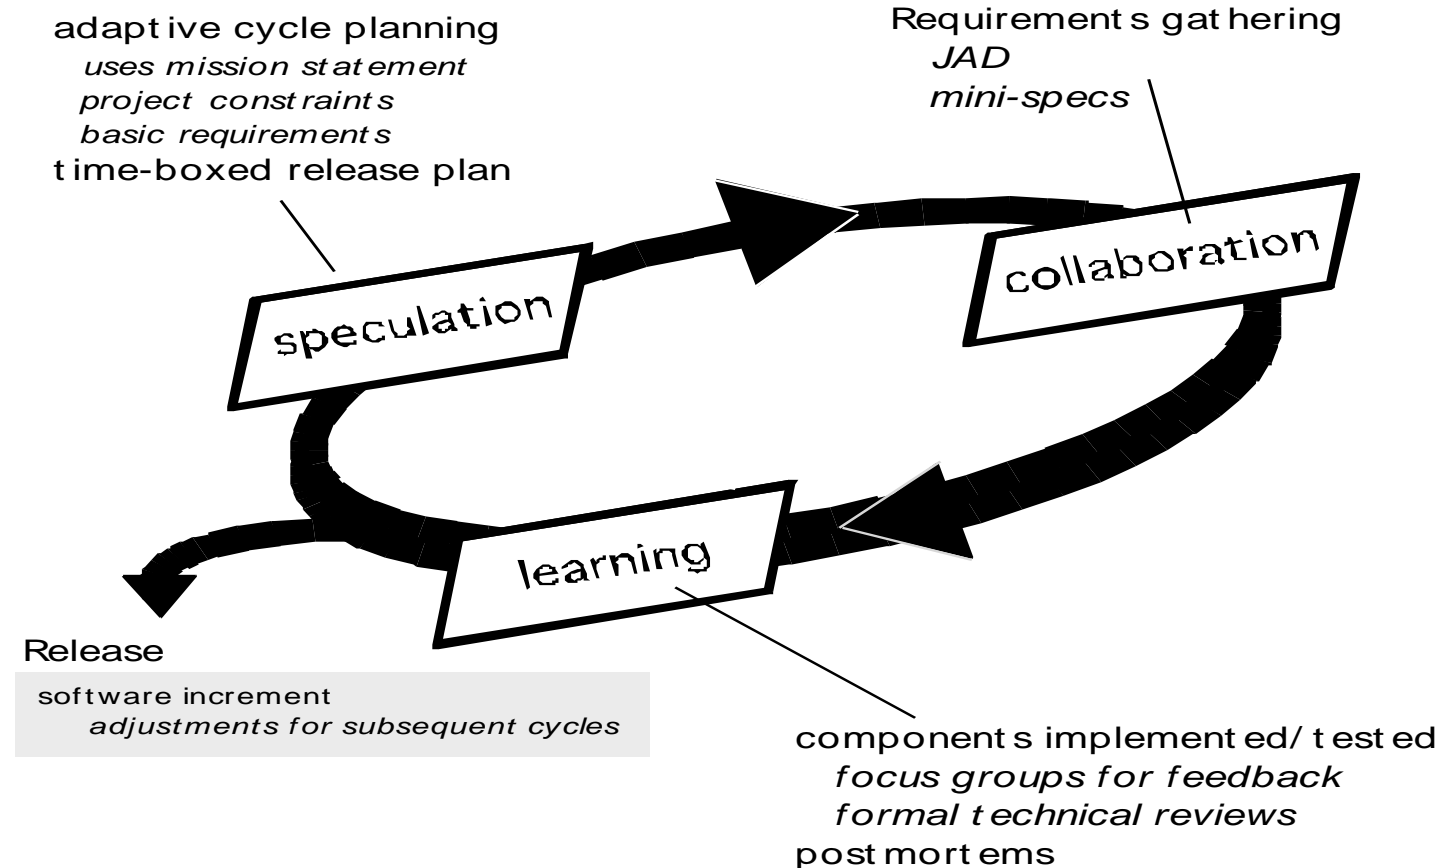 adaptive cycle planning
uses mission statement
project constraints
basic requirements
time-boxed release plan
Requirements gathering
JAD
mini-specs
speculation
collaboration
learning
Release
software increment
adjustments for subsequent cycles
components implemented/ tested
focus groups for feedback
formal technical reviews
postmortems